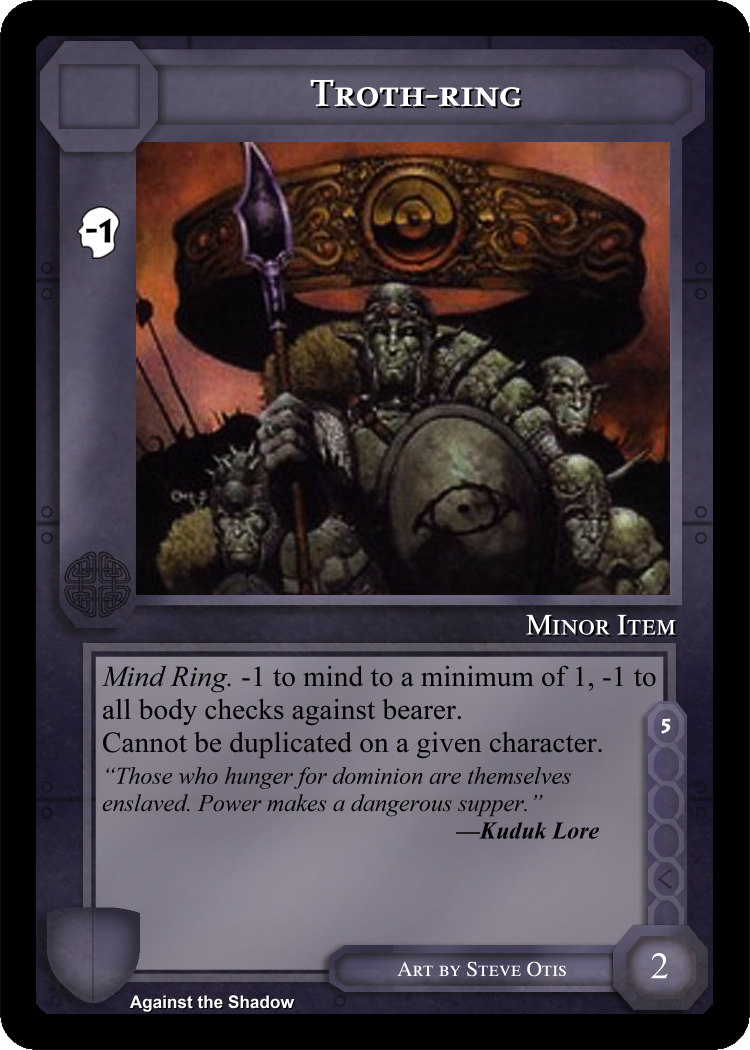 Troth-ring
-1
Minor Item
Mind Ring. -1 to mind to a minimum of 1, -1 to
all body checks against bearer.
Cannot be duplicated on a given character.
“Those who hunger for dominion are themselves
enslaved. Power makes a dangerous supper.”
—Kuduk Lore
5
Art by Steve Otis
2
Against the Shadow